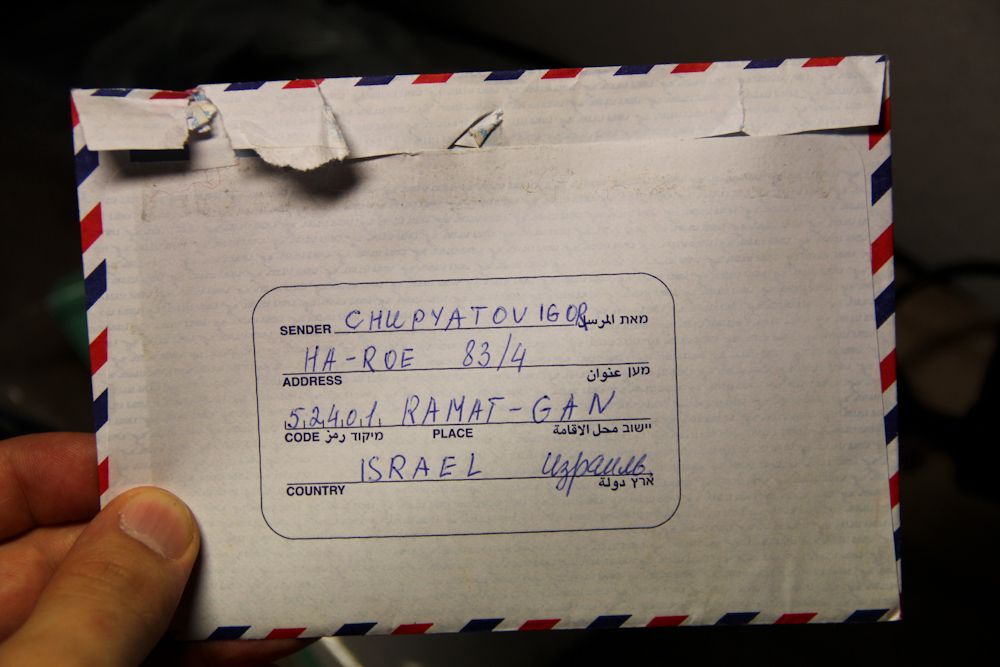 SENDER CHUPYATOV IGOR מאת المرسل
HA-ROE 83/4
ADDRESS מען عنوان
52401 RAMAT-GAN
CODE رمز מיקוד PLACE יישוב محل الاقامة
ISRAEL Израиль
COUNTRY ארץ دولة